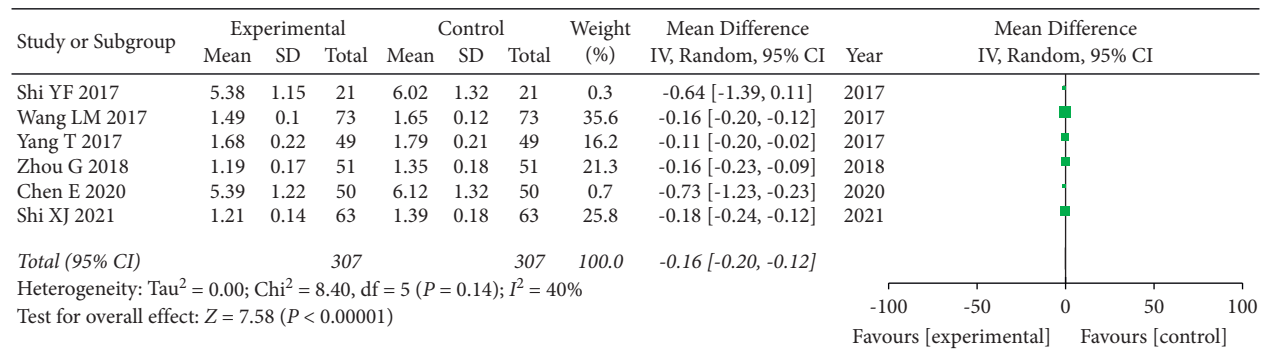 Study or Subgroup Experimental Control Weight (%) Mean Difference IV, Random, 95% CI Year Mean Difference IV, Random, 95% CI
Mean SD Total Mean SD Total
Shi YF 2017 5.38 1.15 21 6.02 1.32 21 0.3 -0.64 [-1.39, 0.11] 2017
Wang LM 2017 1.49 0.1 73 1.65 0.12 73 35.6 -0.16 [-0.20, -0.12] 2017
Yang T 2017 1.68 0.22 49 1.79 0.21 49 16.2 -0.11 [-0.20, -0.02] 2017
Zhou G 2018 1.19 0.17 51 1.35 0.18 51 21.3 -0.16 [-0.23, -0.09] 2018
Chen E 2020 5.39 1.22 50 6.12 1.32 50 0.7 -0.73 [-1.23, -0.23] 2020
Shi XJ 2021 1.21 0.14 63 1.39 0.18 63 25.8 -0.18 [-0.24, -0.12] 2021
Total (95% CI) 307 307 100.0 -0.16 [-0.20, -0.12]
Heterogeneity: Tau² = 0.00; Chi² = 8.40, df = 5 (P = 0.14); I² = 40%
Test for overall effect: Z = 7.58 (P < 0.00001)
-100 -50 0 50 100
Favours [experimental] Favours [control]